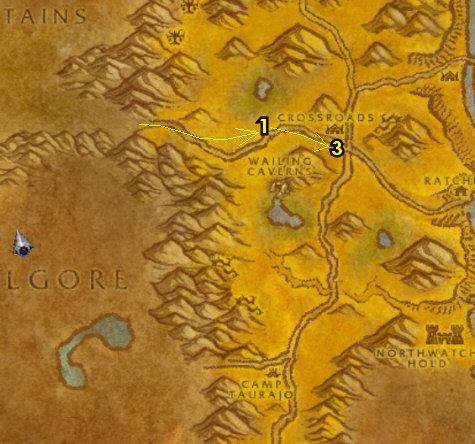 TAINS
CROSSROADS
1
3
WAILING
CAVERNS
RATCH
LGORE
NORTHWATCH
HOLD
CAMP
TAURAJO